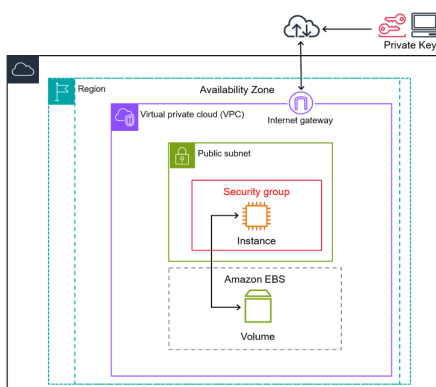 Private Key
Region
Availability Zone
Virtual private cloud (VPC)
Internet gateway
Public subnet
Security group
Instance
Amazon EBS
Volume